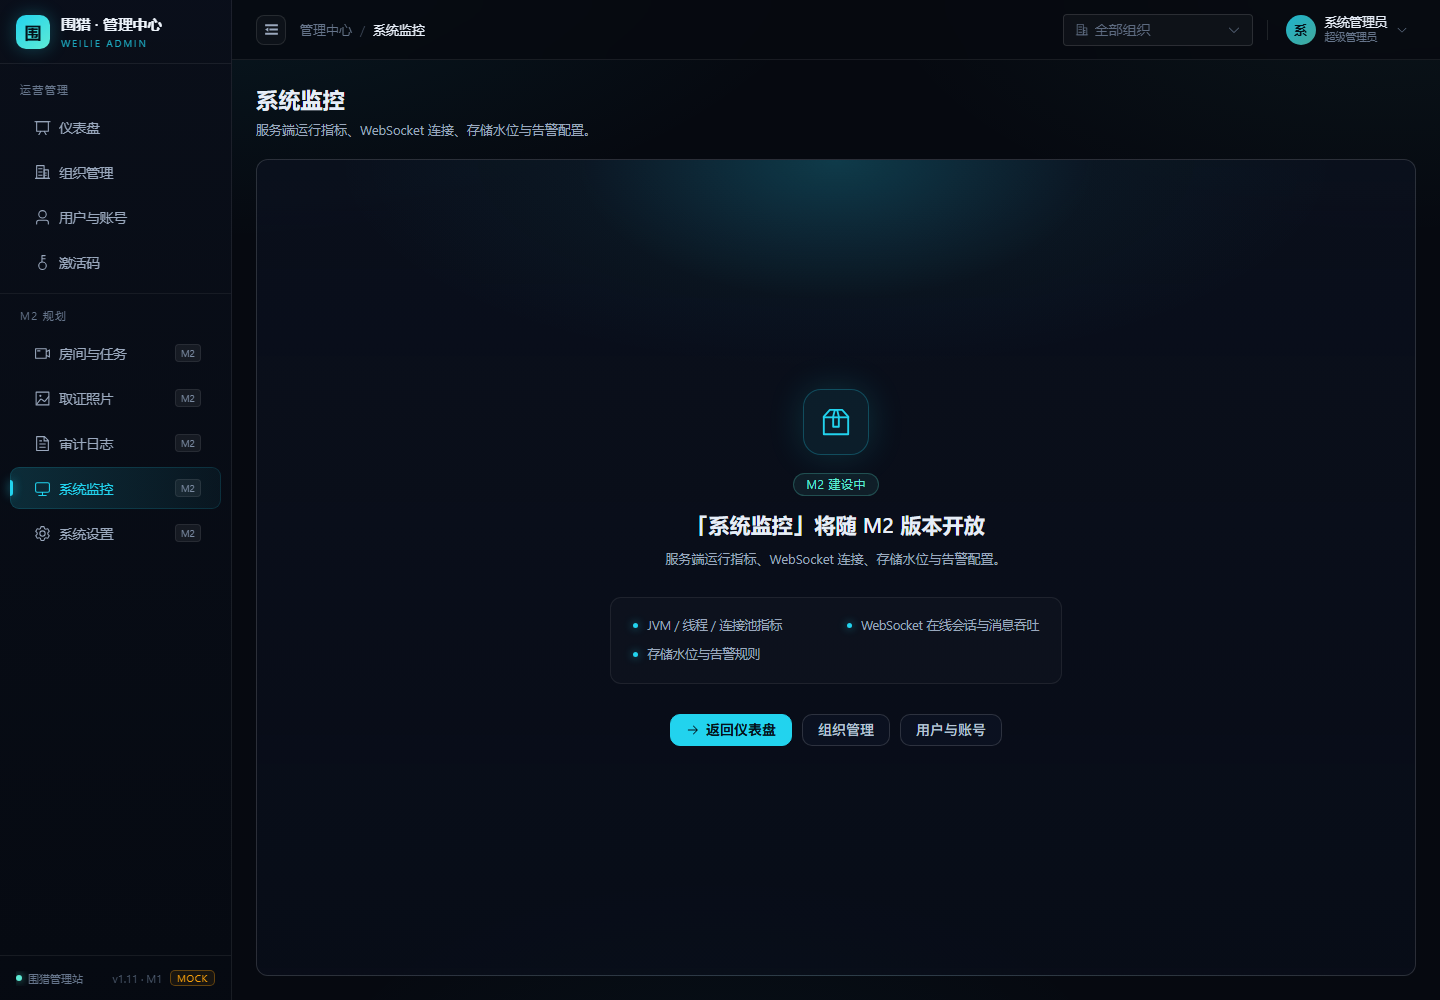 围
围猎 · 管理中心
WEILIE ADMIN
管理中心 / 系统监控
全部组织
系
系统管理员
超级管理员
运营管理
仪表盘
组织管理
用户与账号
激活码
M2 规划
房间与任务 M2
取证照片 M2
审计日志 M2
系统监控 M2
系统设置 M2
围猎管理站 v1.11 · M1 MOCK
系统监控
服务端运行指标、WebSocket 连接、存储水位与告警配置。
M2 建设中
「系统监控」将随 M2 版本开放
服务端运行指标、WebSocket 连接、存储水位与告警配置。
JVM / 线程 / 连接池指标
WebSocket 在线会话与消息吞吐
存储水位与告警规则
返回仪表盘
组织管理
用户与账号